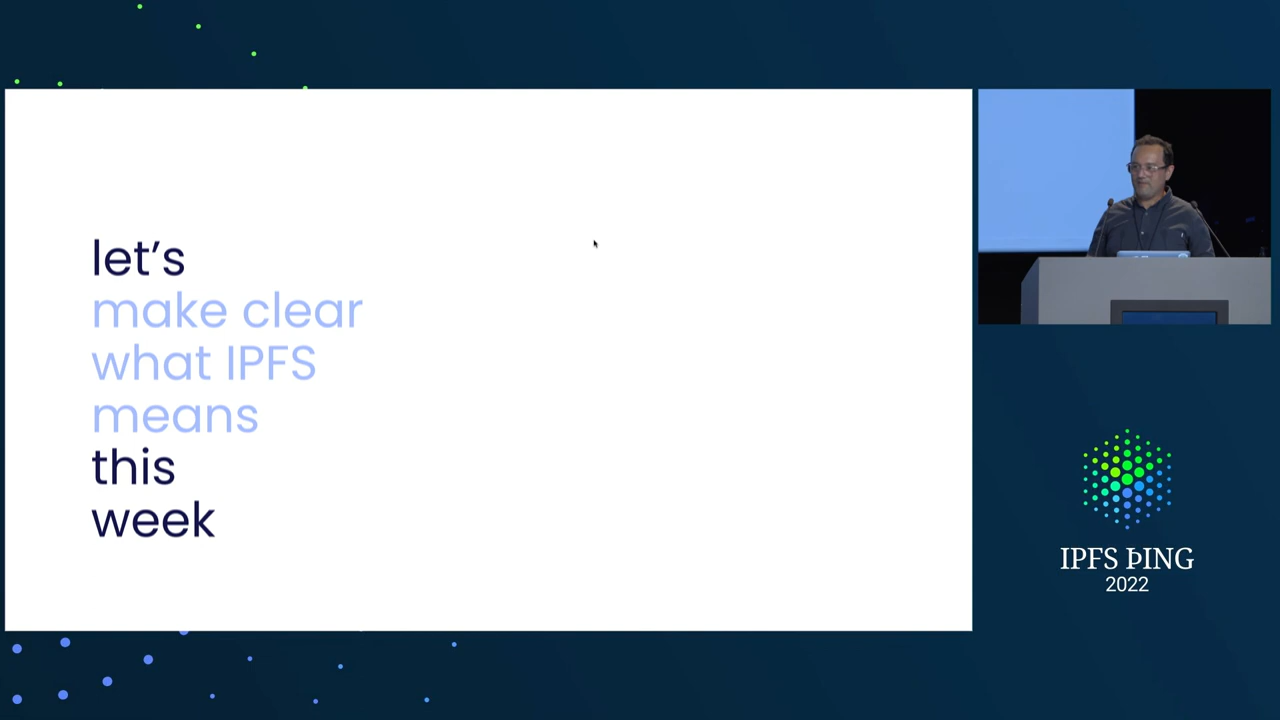 let’s
make clear
what IPFS
means
this
week
IPFS ÞING
2022